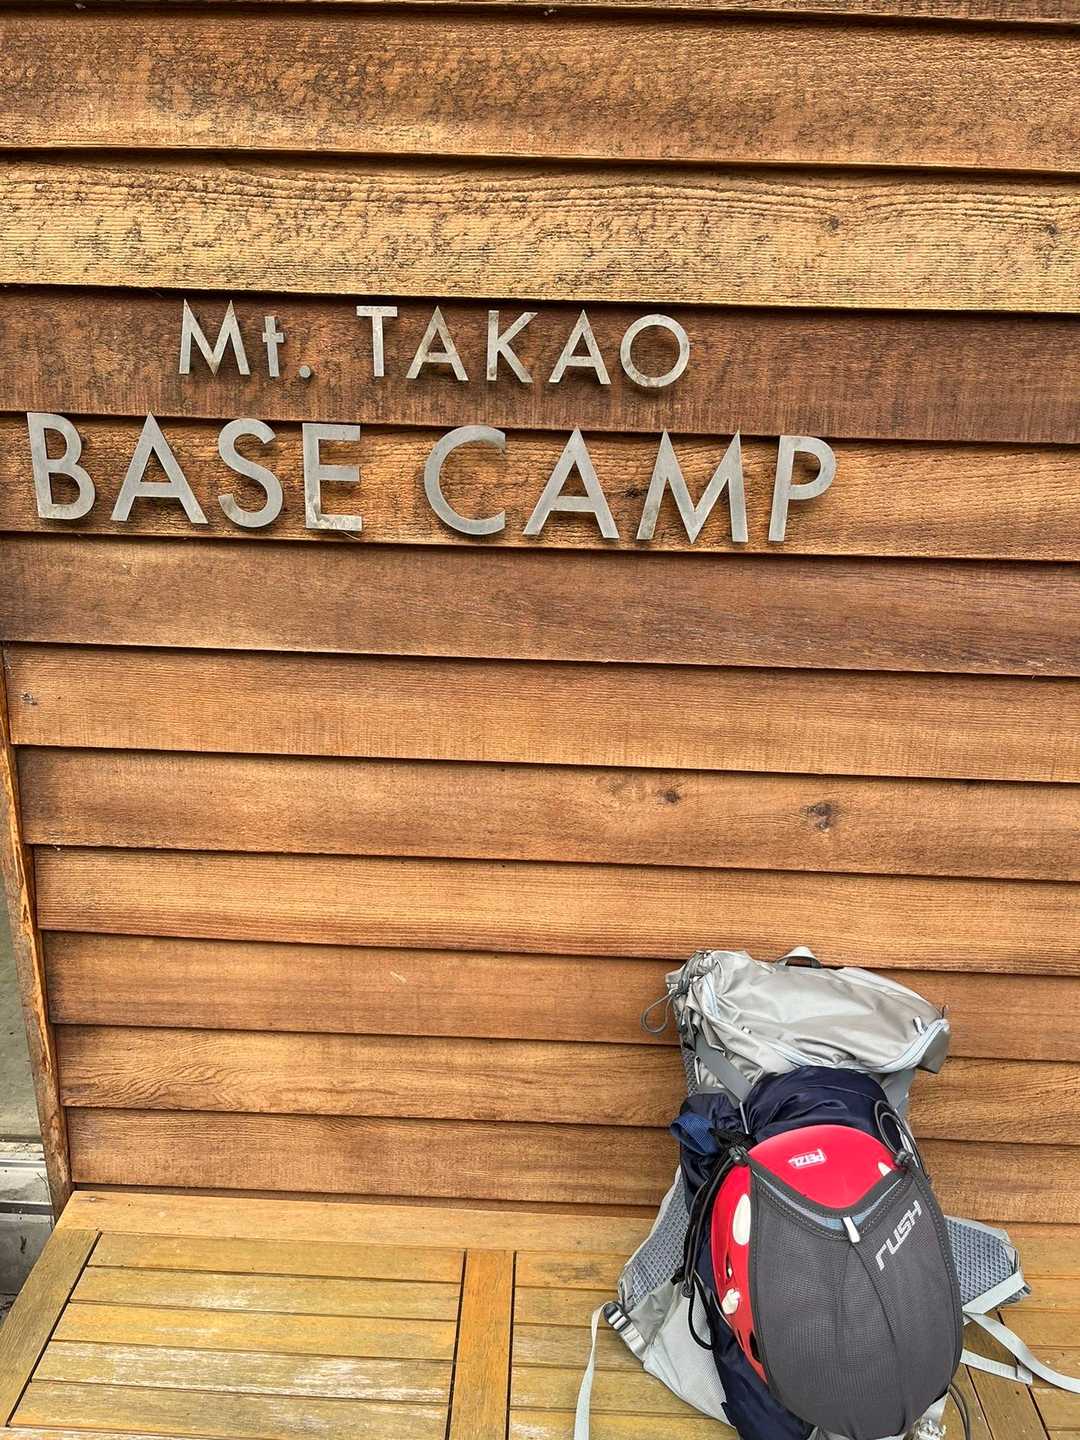 Mt. TAKAO
BASE CAMP
PETZL
rush